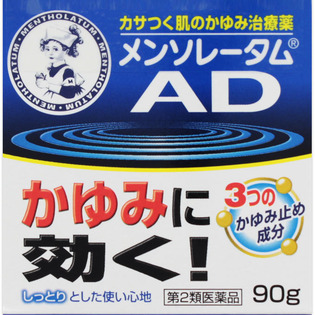 カサつく肌のかゆみ治療薬
MENTHOLATUM MENTHOLATUM MENTHOLATUM
メンソレータム®
AD
かゆみに
効く!
3つの
かゆみ止め
成分
しっとりとした使い心地
第2類医薬品
90g